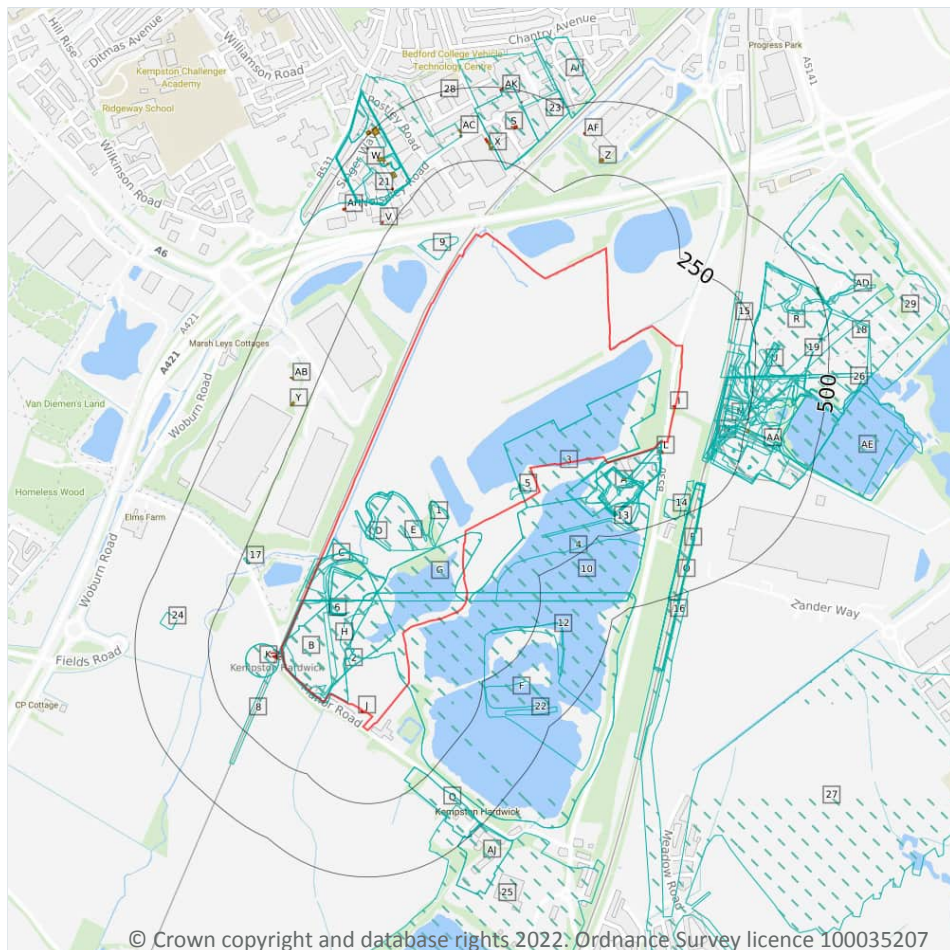 Chantry Avenue
Hill Rise
Ditmas Avenue
Williamson Road
Progress Park
A5141
Bedford College Vehicle
Technology Centre
Kempston Challenger
Academy
AI
28
AK
Ridgeway School
23
Postley Road
AC
S
AF
X
B531
W
Z
Wilkinson Road
21
V
A6
9
250
AD
15
29
R
A421
18
Marsh Leys Cottages
U
19
A421
AB
26
Van Diemen's Land
Y
I
500
Woburn Road
AA
AE
L
3
Homeless Wood
5
A
B530
14
Elms Farm
1
13
D
E
C
4
17
G
10
Woburn Road
6
Zander Way
24
16
12
H
B
K
2
Kempston Hardwick
Fields Road
F
CP Cottage
8
J
22
Manor Road
27
Kempston Hardwick
Meadow Road
AJ
25
© Crown copyright and database rights 2022. Ordnance Survey licence 100035207